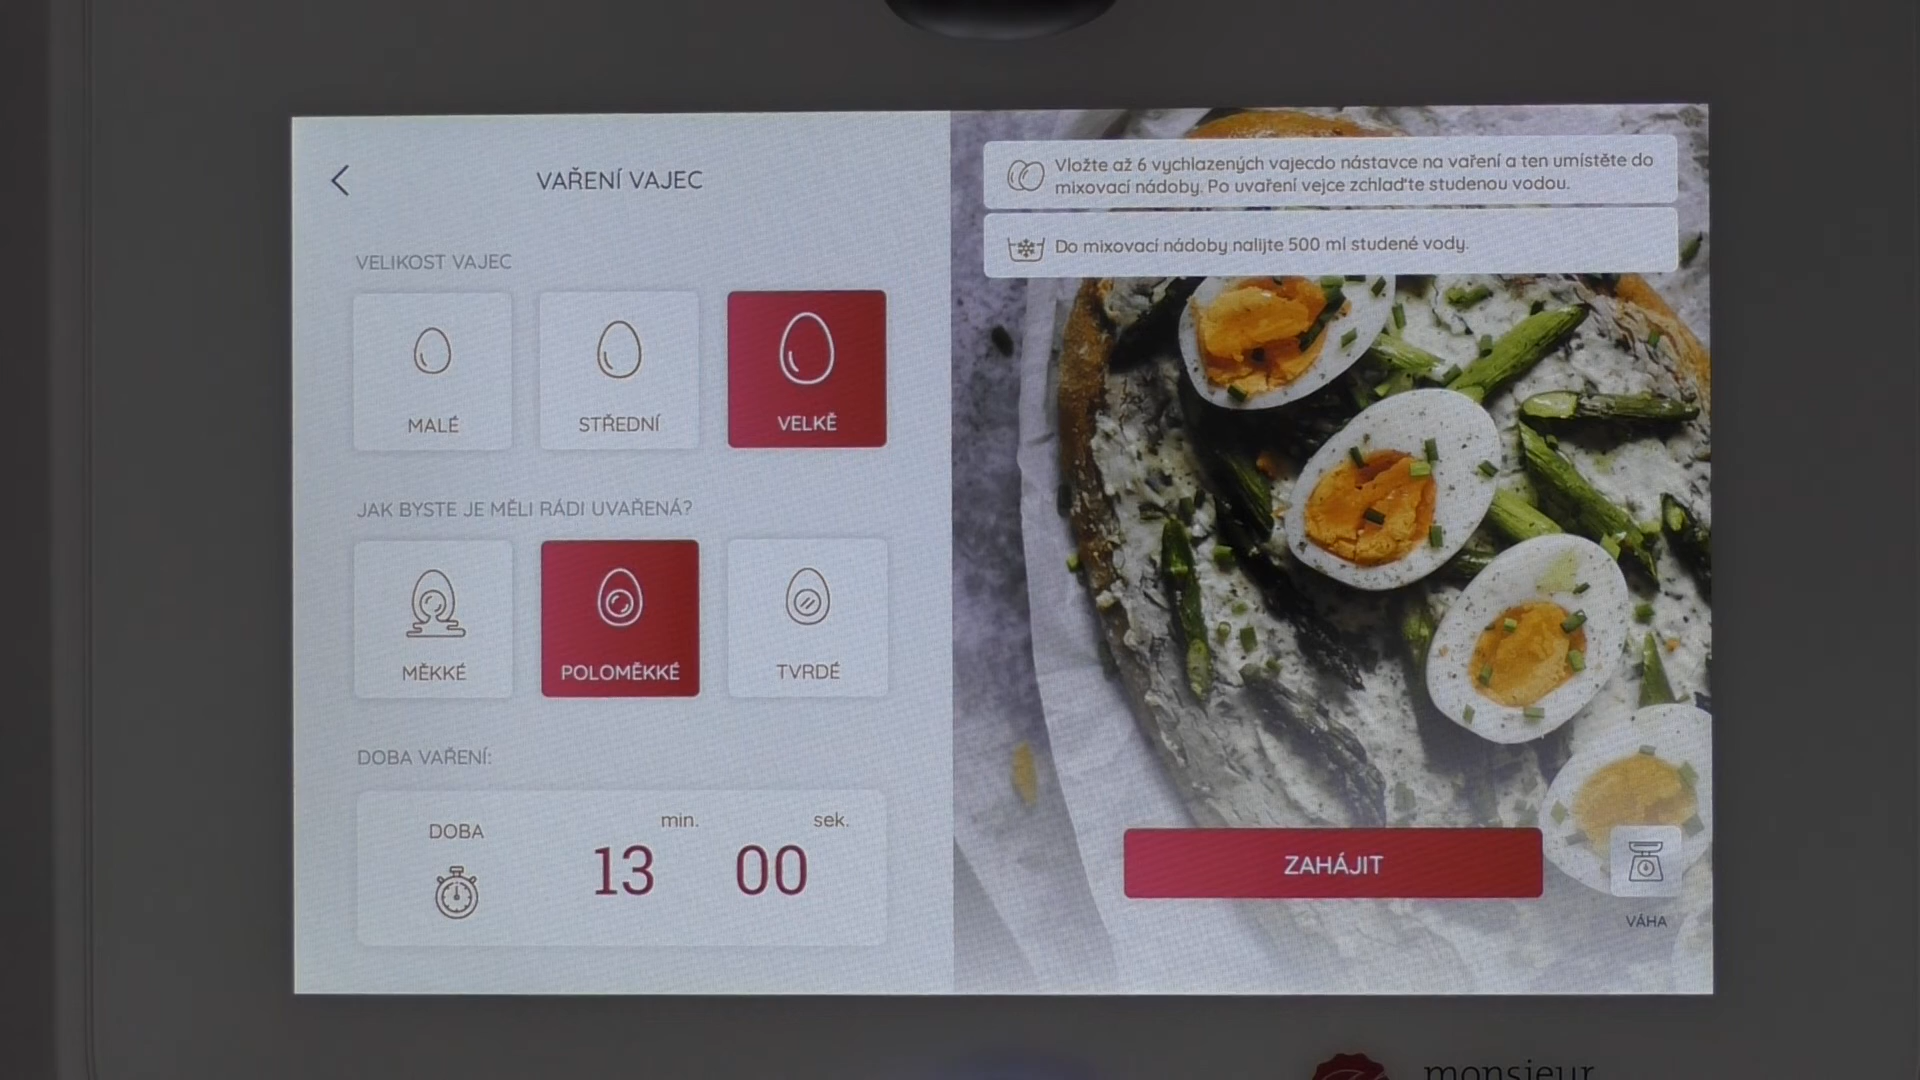 VAŘENÍ VAJEC
VELIKOST VAJEC
MALÉ
STŘEDNÍ
VELKĚ
JAK BYSTE JE MĚLI RÁDI UVAŘENÁ?
MĚKKÉ
POLOMĚKKÉ
TVRDÉ
DOBA VAŘENÍ:
DOBA
13 min.
00 sek.
Vložte až 6 vychlazených vajecdo nástavce na vaření a ten umístěte do
mixovací nádoby. Po uvaření vejce zchlaďte studenou vodou.
Do mixovací nádoby nalijte 500 ml studené vody.
ZAHÁJIT
VÁHA
monsieur